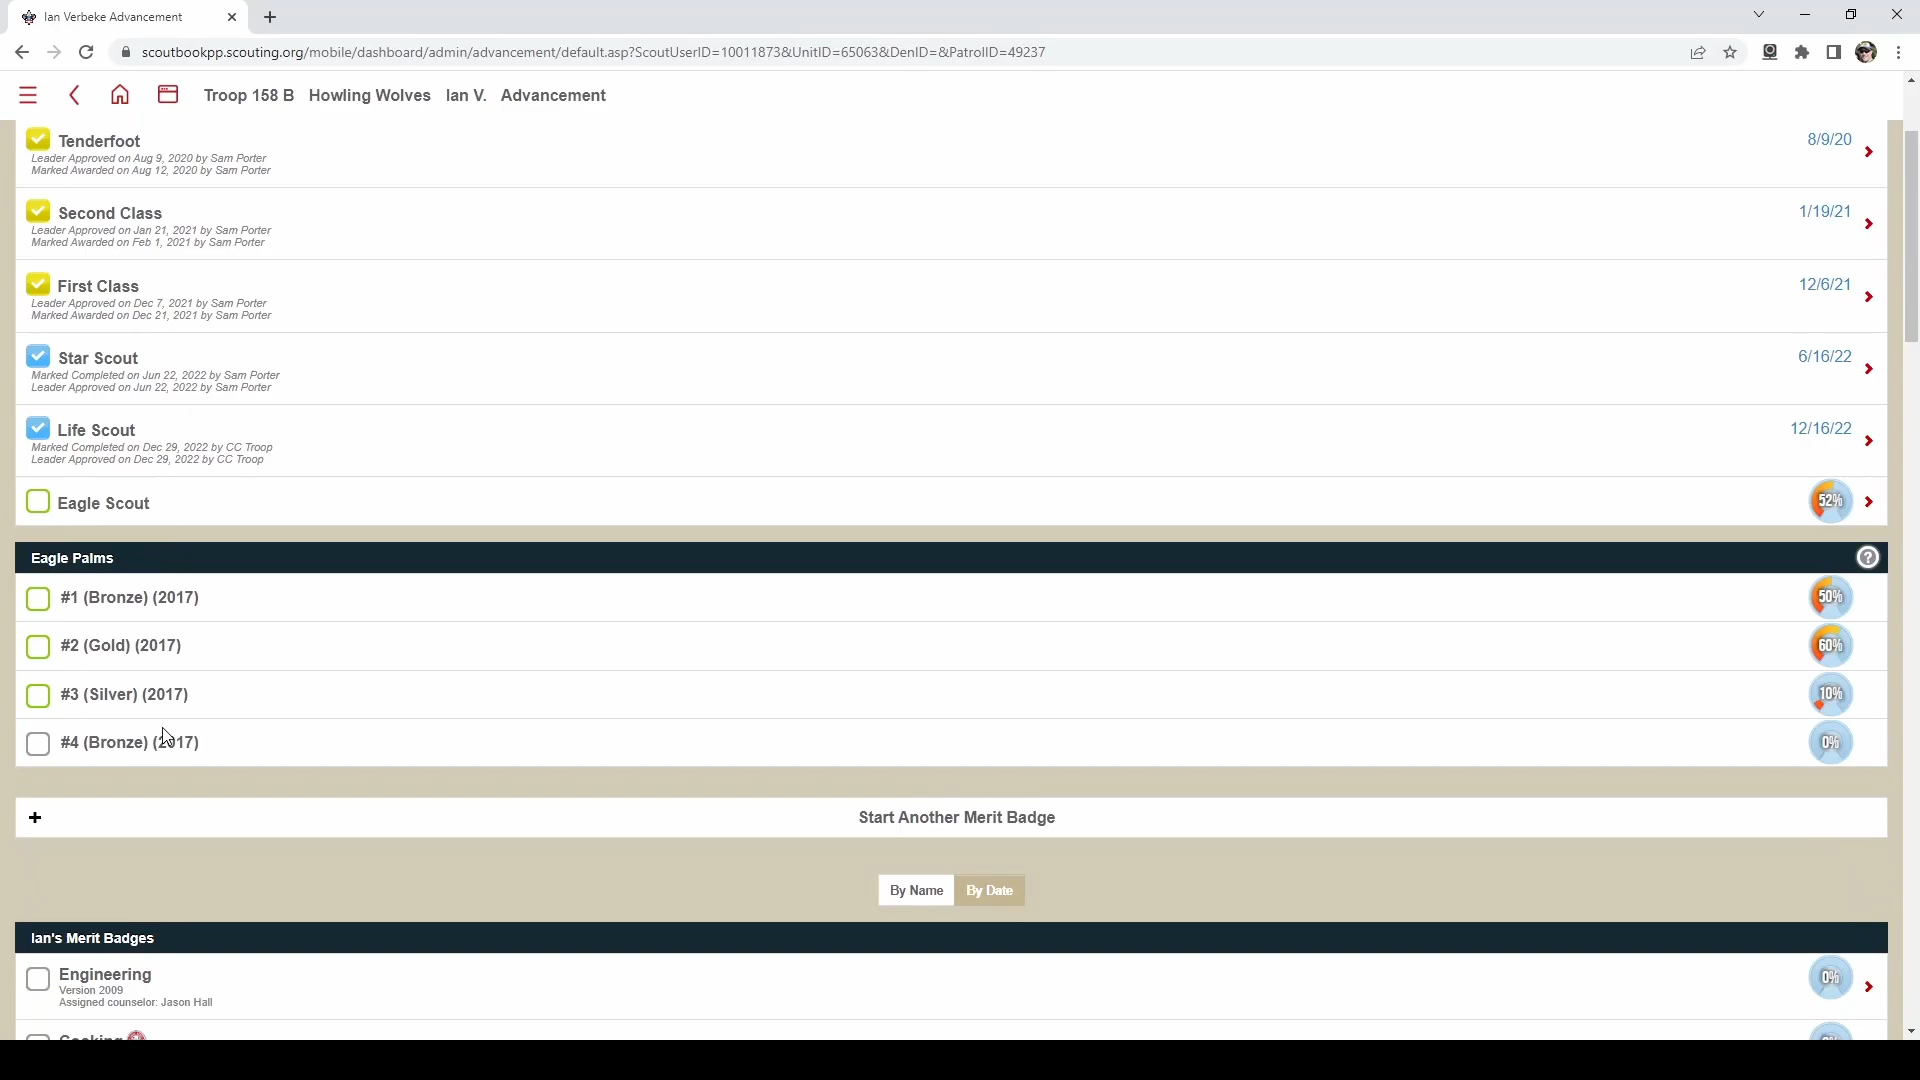 Ian Verbeke Advancement
scoutbookpp.scouting.org/mobile/dashboard/admin/advancement/default.asp?ScoutUserID=10011873&UnitID=65063&DenID=&PatrolID=49237
Troop 158 B Howling Wolves Ian V. Advancement
Tenderfoot 8/9/20
Leader Approved on Aug 9, 2020 by Sam Porter
Marked Awarded on Aug 12, 2020 by Sam Porter
Second Class 1/19/21
Leader Approved on Jan 21, 2021 by Sam Porter
Marked Awarded on Feb 1, 2021 by Sam Porter
First Class 12/6/21
Leader Approved on Dec 7, 2021 by Sam Porter
Marked Awarded on Dec 21, 2021 by Sam Porter
Star Scout 6/16/22
Marked Completed on Jun 22, 2022 by Sam Porter
Leader Approved on Jun 22, 2022 by Sam Porter
Life Scout 12/16/22
Marked Completed on Dec 29, 2022 by CC Troop
Leader Approved on Dec 29, 2022 by CC Troop
Eagle Scout 52%
Eagle Palms ?
#1 (Bronze) (2017) 50%
#2 (Gold) (2017) 60%
#3 (Silver) (2017) 10%
#4 (Bronze) (2017) 0%
+ Start Another Merit Badge
By Name By Date
Ian's Merit Badges
Engineering 0%
Version 2009
Assigned counselor: Jason Hall